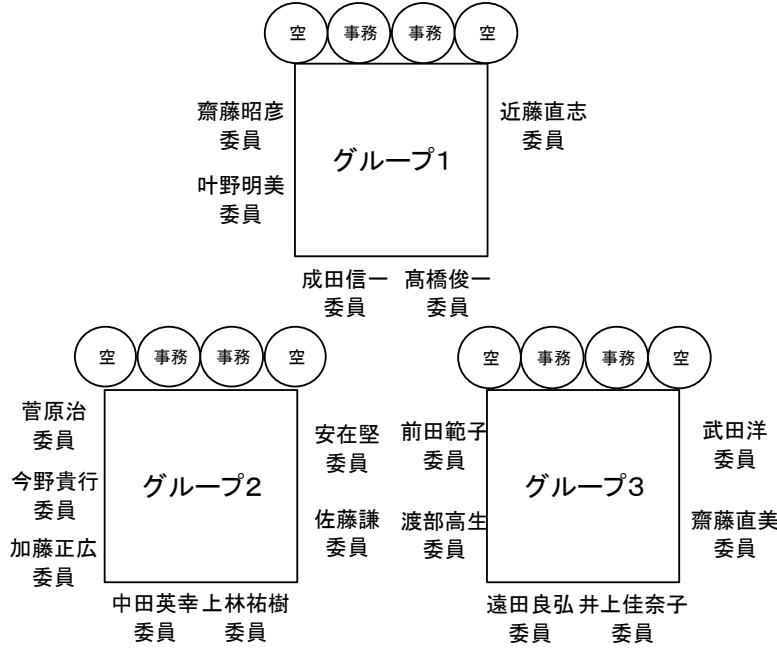 空 事務 事務 空
齋藤昭彦
委員
近藤直志
委員
グループ1
叶野明美
委員
成田信一
委員
髙橋俊一
委員
空 事務 事務 空
菅原治
委員
安在堅
委員
グループ2
今野貴行
委員
佐藤謙
委員
加藤正広
委員
中田英幸
委員
上林祐樹
委員
空 事務 事務 空
前田範子
委員
武田洋
委員
グループ3
渡部高生
委員
齋藤直美
委員
遠田良弘
委員
井上佳奈子
委員